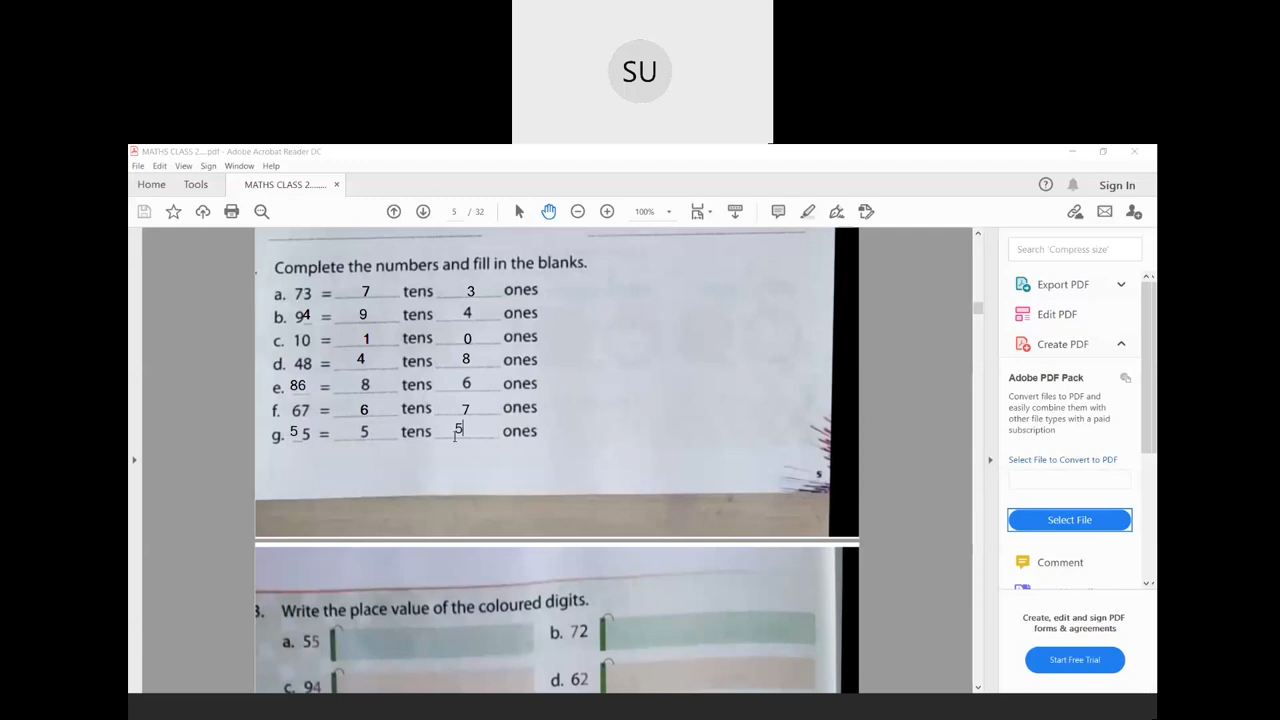 SU
MATHS CLASS 2....pdf - Adobe Acrobat Reader DC
File Edit View Sign Window Help
Home Tools MATHS CLASS 2....,... × Sign In
5 / 32 100%
Complete the numbers and fill in the blanks.
a. 73 = 7 tens 3 ones
b. 94 = 9 tens 4 ones
c. 10 = 1 tens 0 ones
d. 48 = 4 tens 8 ones
e. 86 = 8 tens 6 ones
f. 67 = 6 tens 7 ones
g. 55 = 5 tens 5 ones
5
3. Write the place value of the coloured digits.
a. 55 b. 72
c. 94 d. 62
Search 'Compress size'
Export PDF
Edit PDF
Create PDF
Adobe PDF Pack
Convert files to PDF and
easily combine them with
other file types with a paid
subscription
Select File to Convert to PDF
Select File
Comment
Create, edit and sign PDF
forms & agreements
Start Free Trial